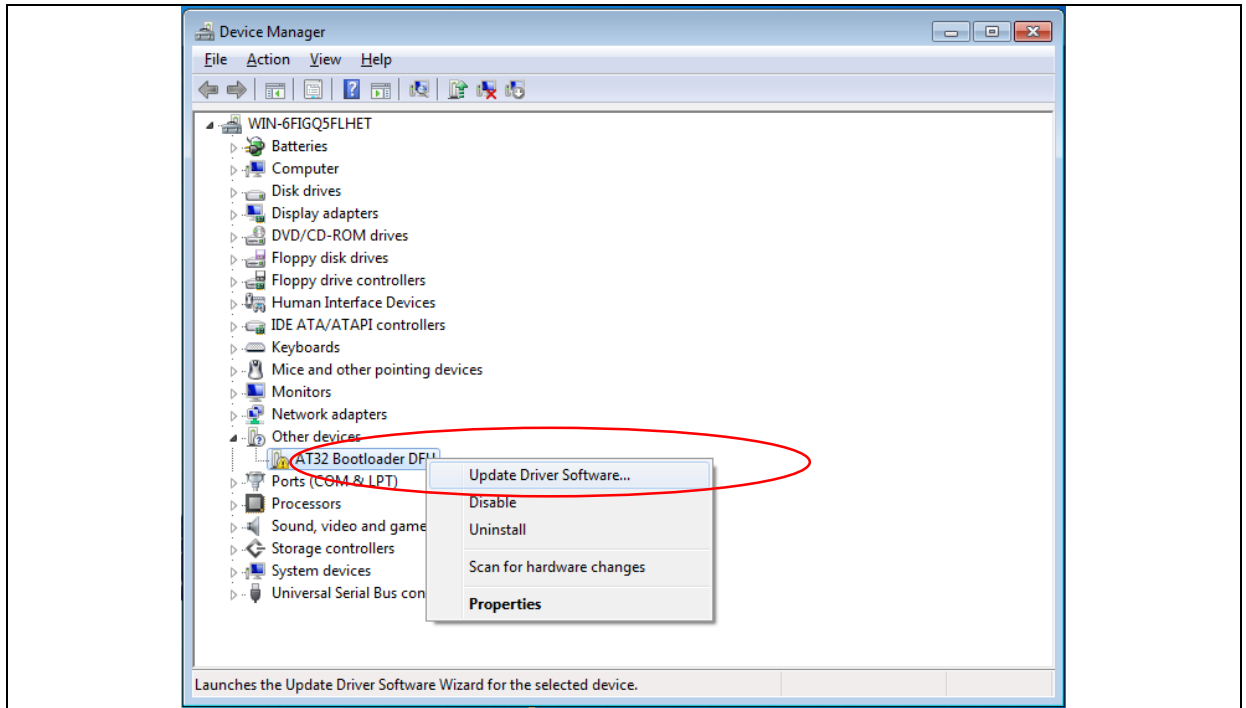 Device Manager
File Action View Help
WIN-6FIGQ5FLHET
Batteries
Computer
Disk drives
Display adapters
DVD/CD-ROM drives
Floppy disk drives
Floppy drive controllers
Human Interface Devices
IDE ATA/ATAPI controllers
Keyboards
Mice and other pointing devices
Monitors
Network adapters
Other devices
AT32 Bootloader DFU
Ports (COM & LPT)
Processors
Sound, video and game
Storage controllers
System devices
Universal Serial Bus con
Update Driver Software...
Disable
Uninstall
Scan for hardware changes
Properties
Launches the Update Driver Software Wizard for the selected device.